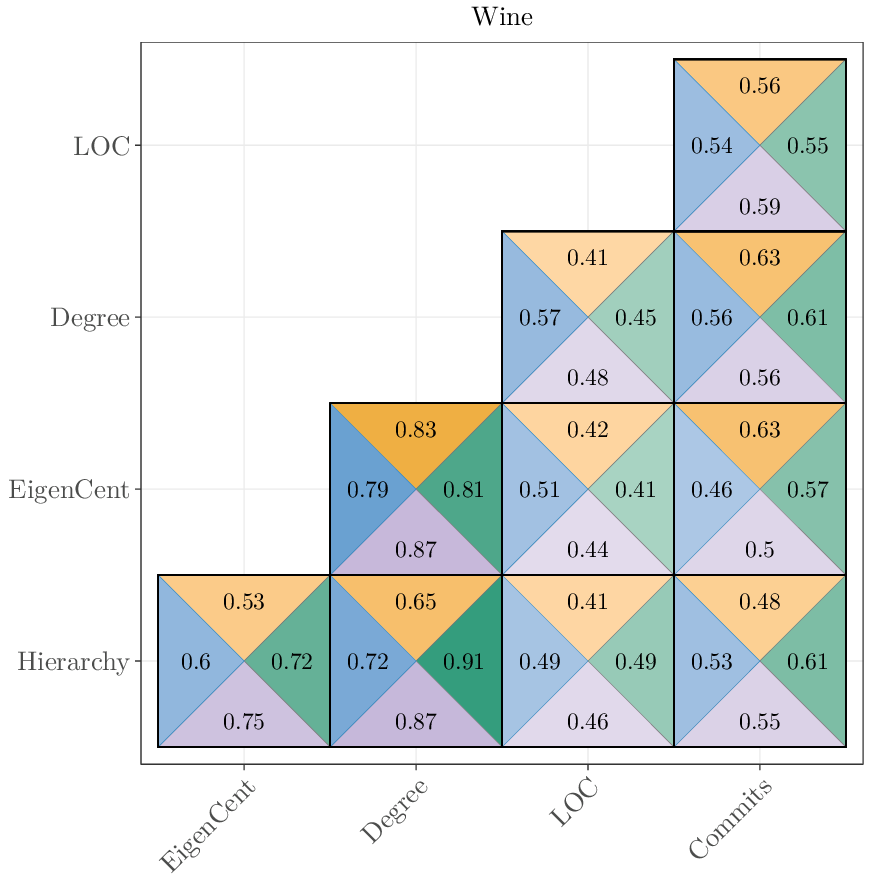 Wine
0.56
LOC 0.54 0.55
0.59
0.41 0.63
Degree 0.57 0.45 0.56 0.61
0.48 0.56
0.83 0.42 0.63
EigenCent 0.79 0.81 0.51 0.41 0.46 0.57
0.87 0.44 0.5
0.53 0.65 0.41 0.48
Hierarchy 0.6 0.72 0.72 0.91 0.49 0.49 0.53 0.61
0.75 0.87 0.46 0.55
EigenCent Degree LOC Commits